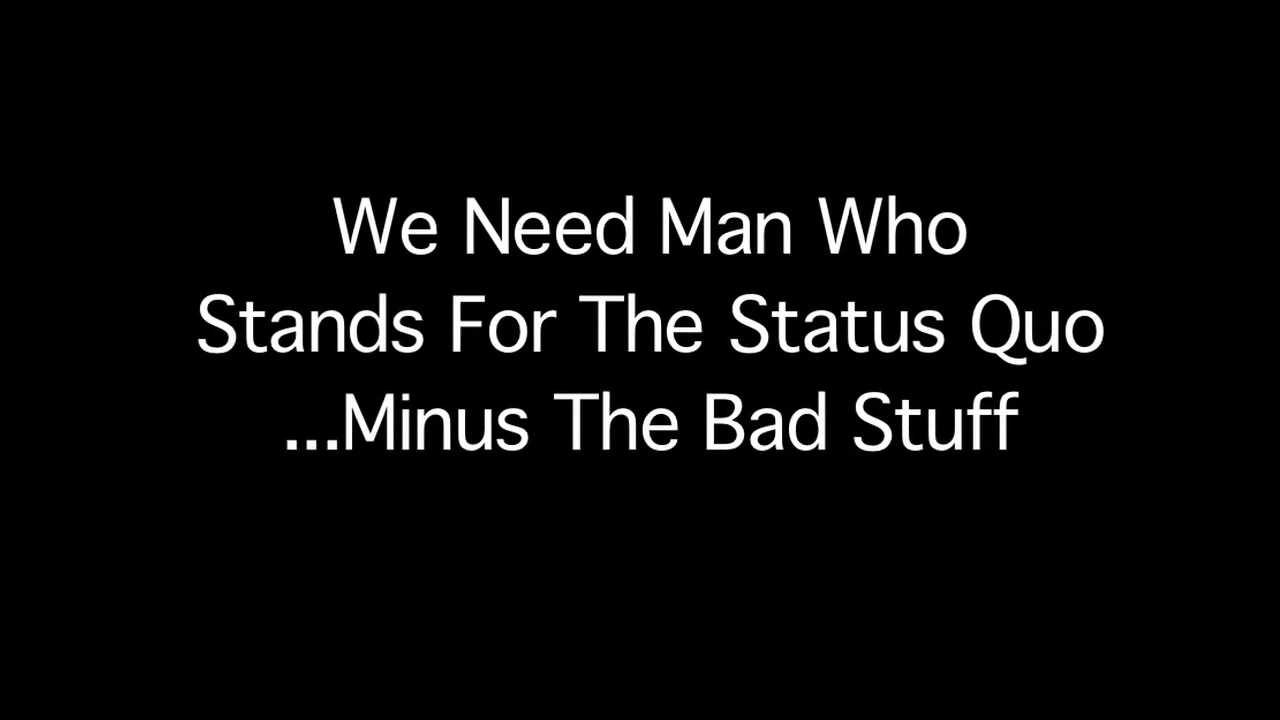 We Need Man Who
Stands For The Status Quo
...Minus The Bad Stuff